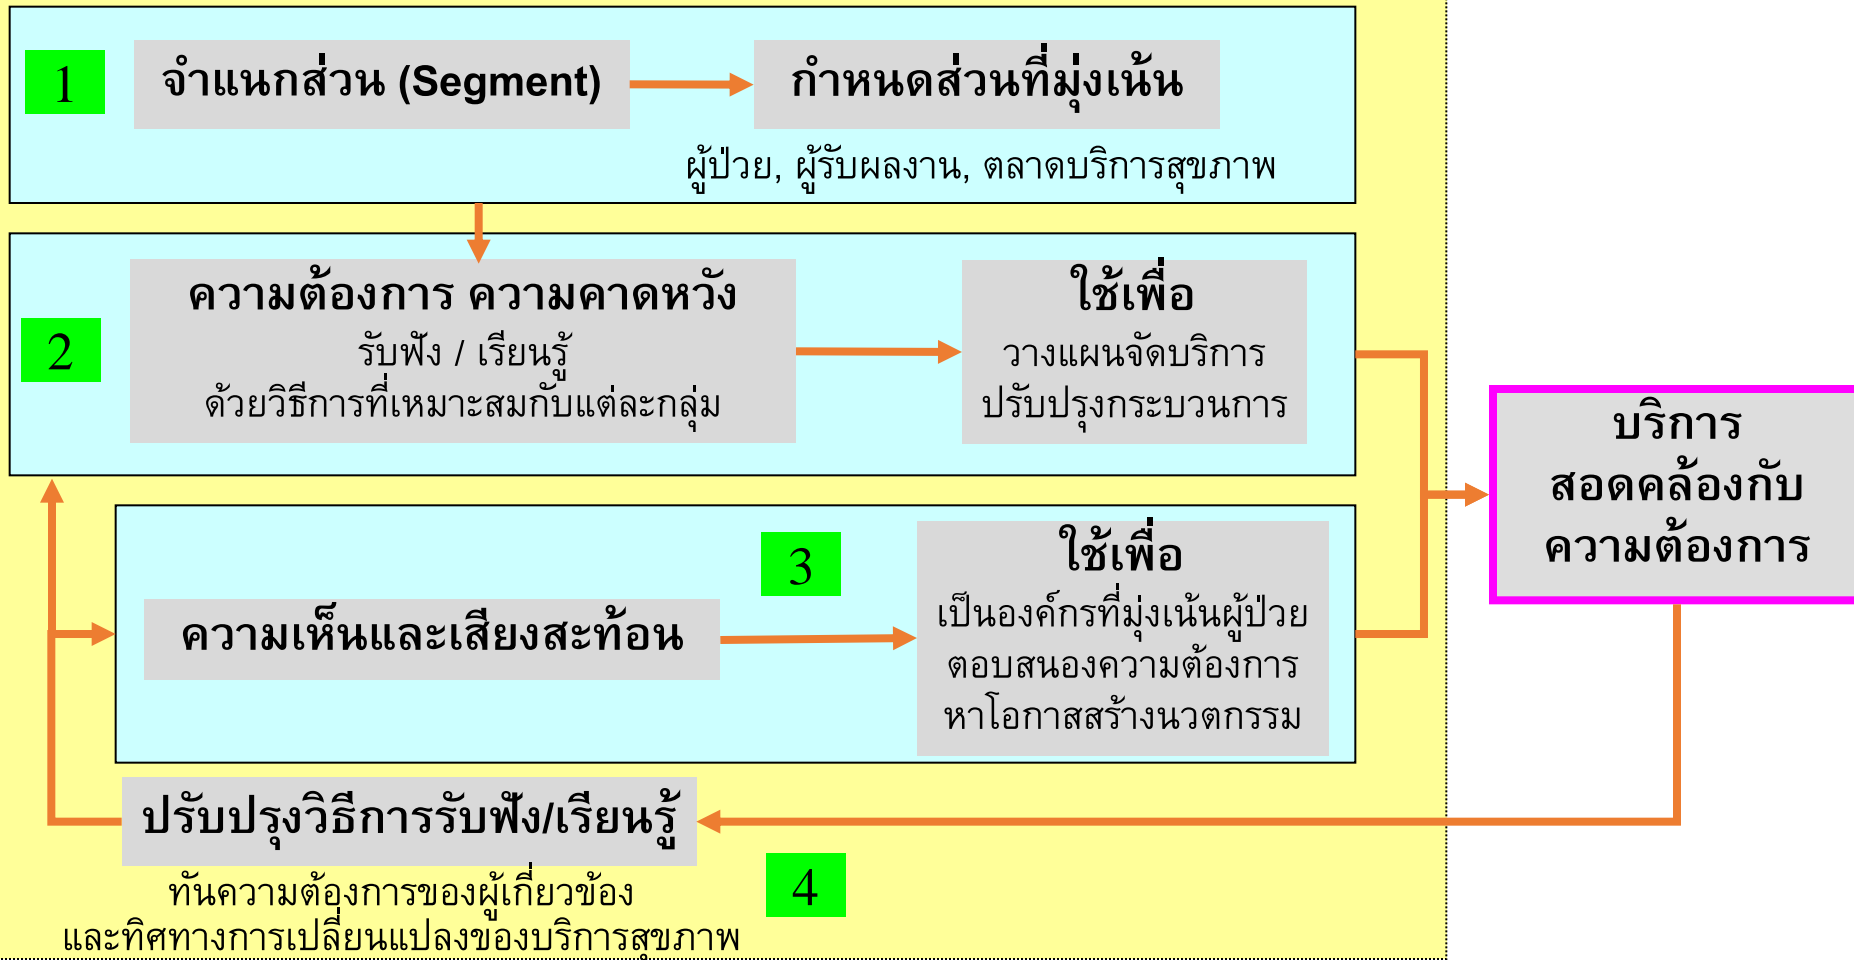 1
จำแนกส่วน (Segment)
กำหนดส่วนที่มุ่งเน้น
ผู้ป่วย, ผู้รับผลงาน, ตลาดบริการสุขภาพ
2
ความต้องการ ความคาดหวัง
รับฟัง / เรียนรู้
ด้วยวิธีการที่เหมาะสมกับแต่ละกลุ่ม
ใช้เพื่อ
วางแผนจัดบริการ
ปรับปรุงกระบวนการ
3
ความเห็นและเสียงสะท้อน
ใช้เพื่อ
เป็นองค์กรที่มุ่งเน้นผู้ป่วย
ตอบสนองความต้องการ
หาโอกาสสร้างนวตกรรม
บริการ
สอดคล้องกับ
ความต้องการ
ปรับปรุงวิธีการรับฟัง/เรียนรู้
4
ทันความต้องการของผู้เกี่ยวข้อง
และทิศทางการเปลี่ยนแปลงของบริการสุขภาพ